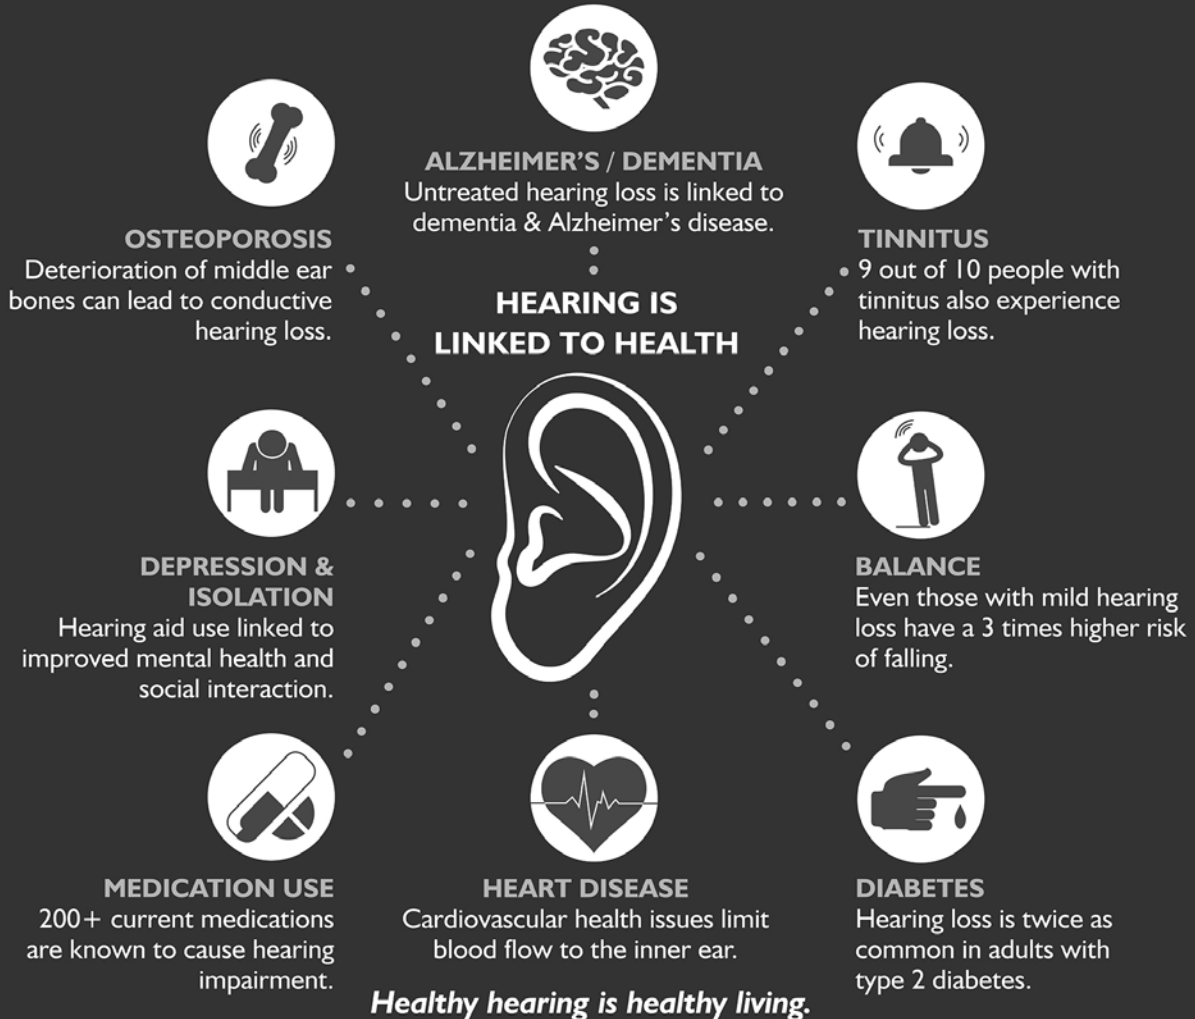 ALZHEIMER'S / DEMENTIA
Untreated hearing loss is linked to
dementia & Alzheimer's disease.
OSTEOPOROSIS
Deterioration of middle ear
bones can lead to conductive
hearing loss.
TINNITUS
9 out of 10 people with
tinnitus also experience
hearing loss.
HEARING IS
LINKED TO HEALTH
DEPRESSION &
ISOLATION
Hearing aid use linked to
improved mental health and
social interaction.
BALANCE
Even those with mild hearing
loss have a 3 times higher risk
of falling.
MEDICATION USE
200+ current medications
are known to cause hearing
impairment.
HEART DISEASE
Cardiovascular health issues limit
blood flow to the inner ear.
DIABETES
Hearing loss is twice as
common in adults with
type 2 diabetes.
Healthy hearing is healthy living.